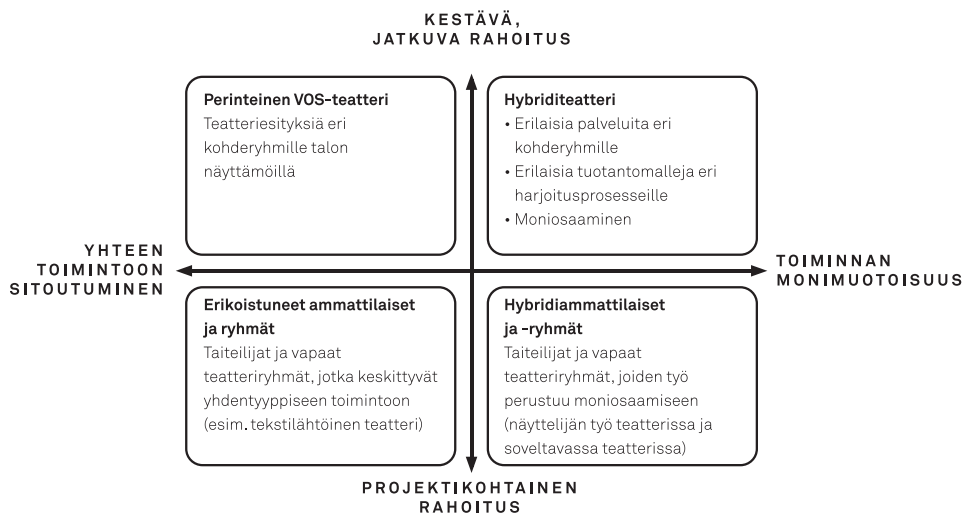 KESTÄVÄ,
JATKUVA RAHOITUS
Perinteinen VOS-teatteri
Teatteriesityksiä eri
kohderyhmille talon
näyttämöillä
Hybriditeatteri
• Erilaisia palveluita eri
kohderyhmille
• Erilaisia tuotantomalleja eri
harjoitusprosesseille
• Moniosaaminen
YHTEEN
TOIMINTOON
SITOUTUMINEN
TOIMINNAN
MONIMUOTOISUUS
Erikoistuneet ammattilaiset
ja ryhmät
Taiteilijat ja vapaat
teatteriryhmät, jotka keskittyvät
yhdentyyppiseen toimintoon
(esim. tekstilähtöinen teatteri)
Hybridiammattilaiset
ja -ryhmät
Taiteilijat ja vapaat
teatteriryhmät, joiden työ
perustuu moniosaamiseen
(näyttelijän työ teatterissa ja
soveltavassa teatterissa)
PROJEKTIKOHTAINEN
RAHOITUS